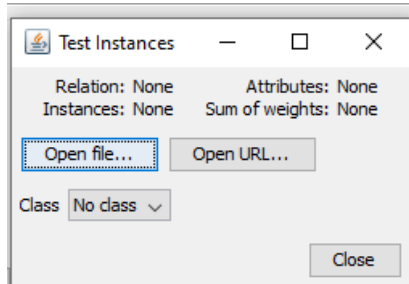 Test Instances
Relation: None Attributes: None
Instances: None Sum of weights: None
Open file... Open URL...
Class No class
Close